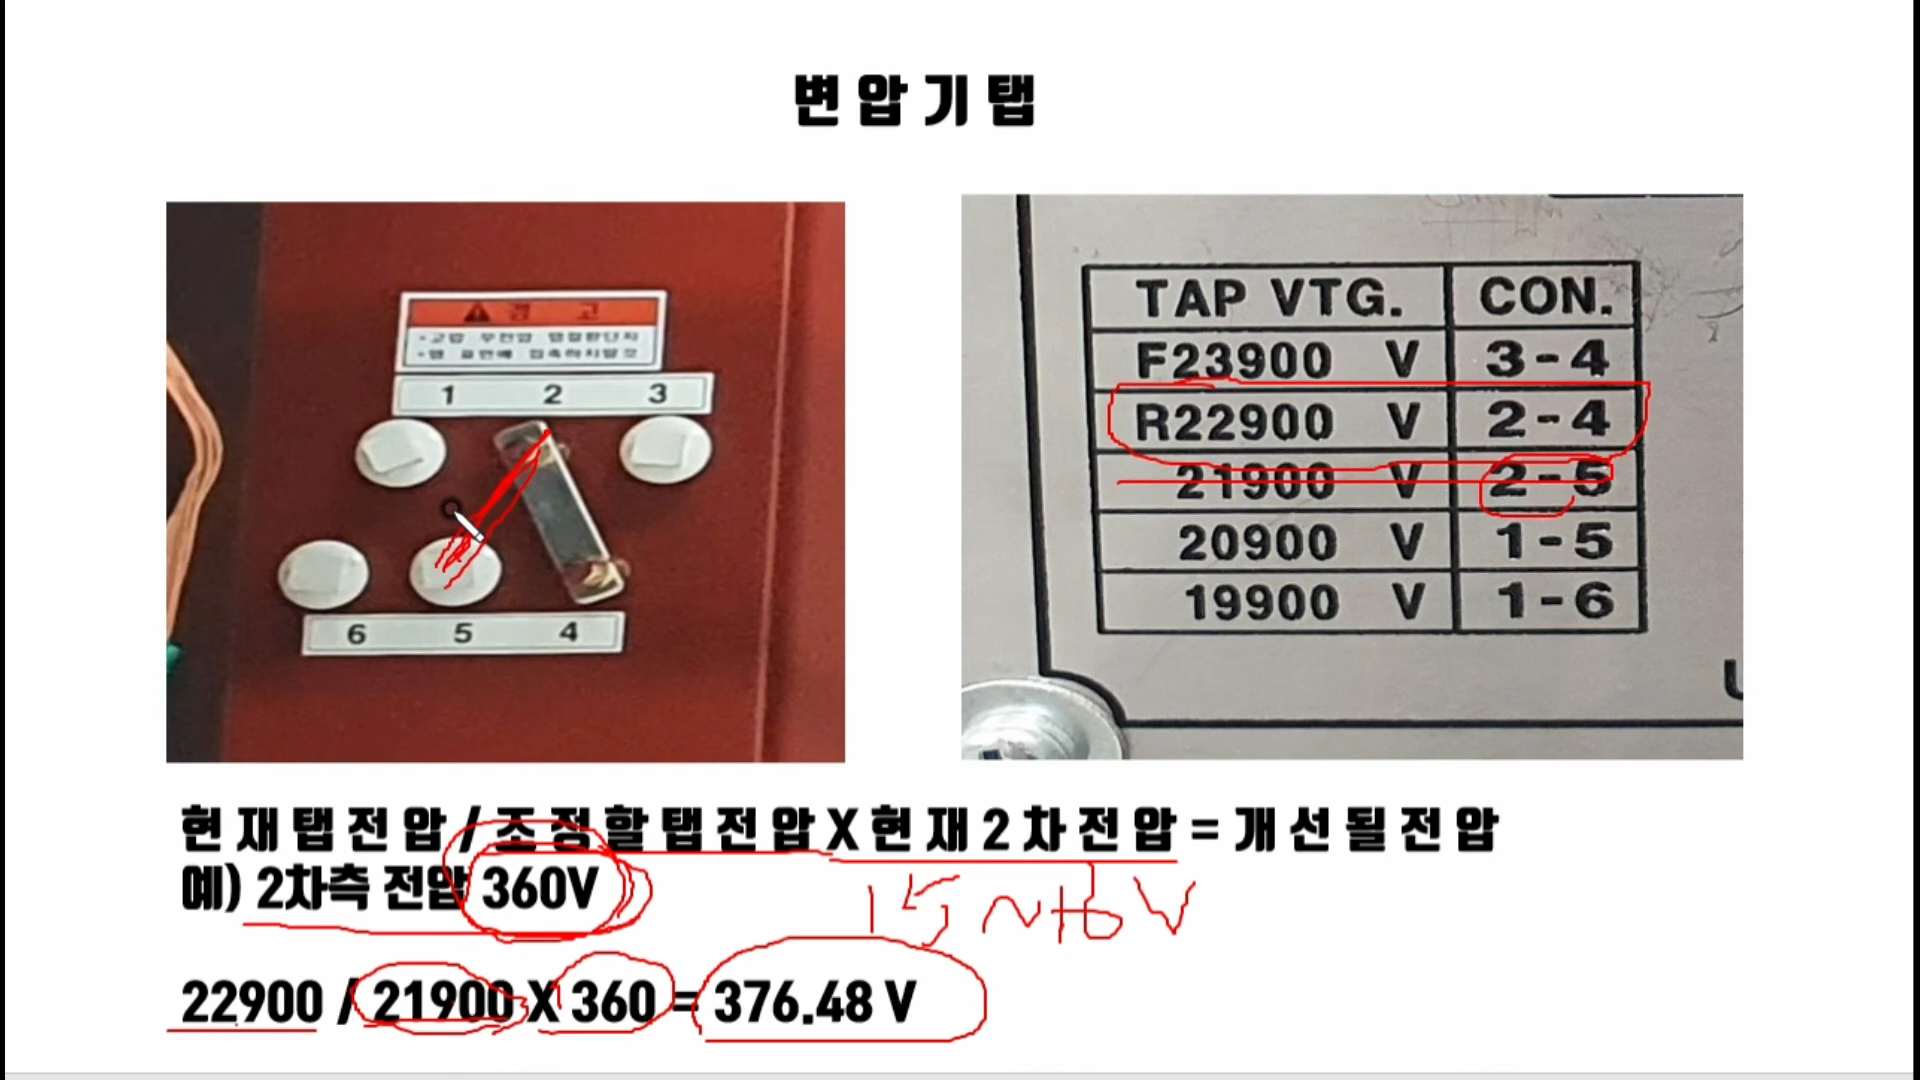 변압기탭
경 고
1 2 3
6 5 4
TAP VTG. CON.
F23900 V 3-4
R22900 V 2-4
21900 V 2-5
20900 V 1-5
19900 V 1-6
현재탭전압/조정할탭전압X현재2차전압=개선될전압
예) 2차측 전압 360V
15~16V
22900 / 21900 X 360 = 376.48 V